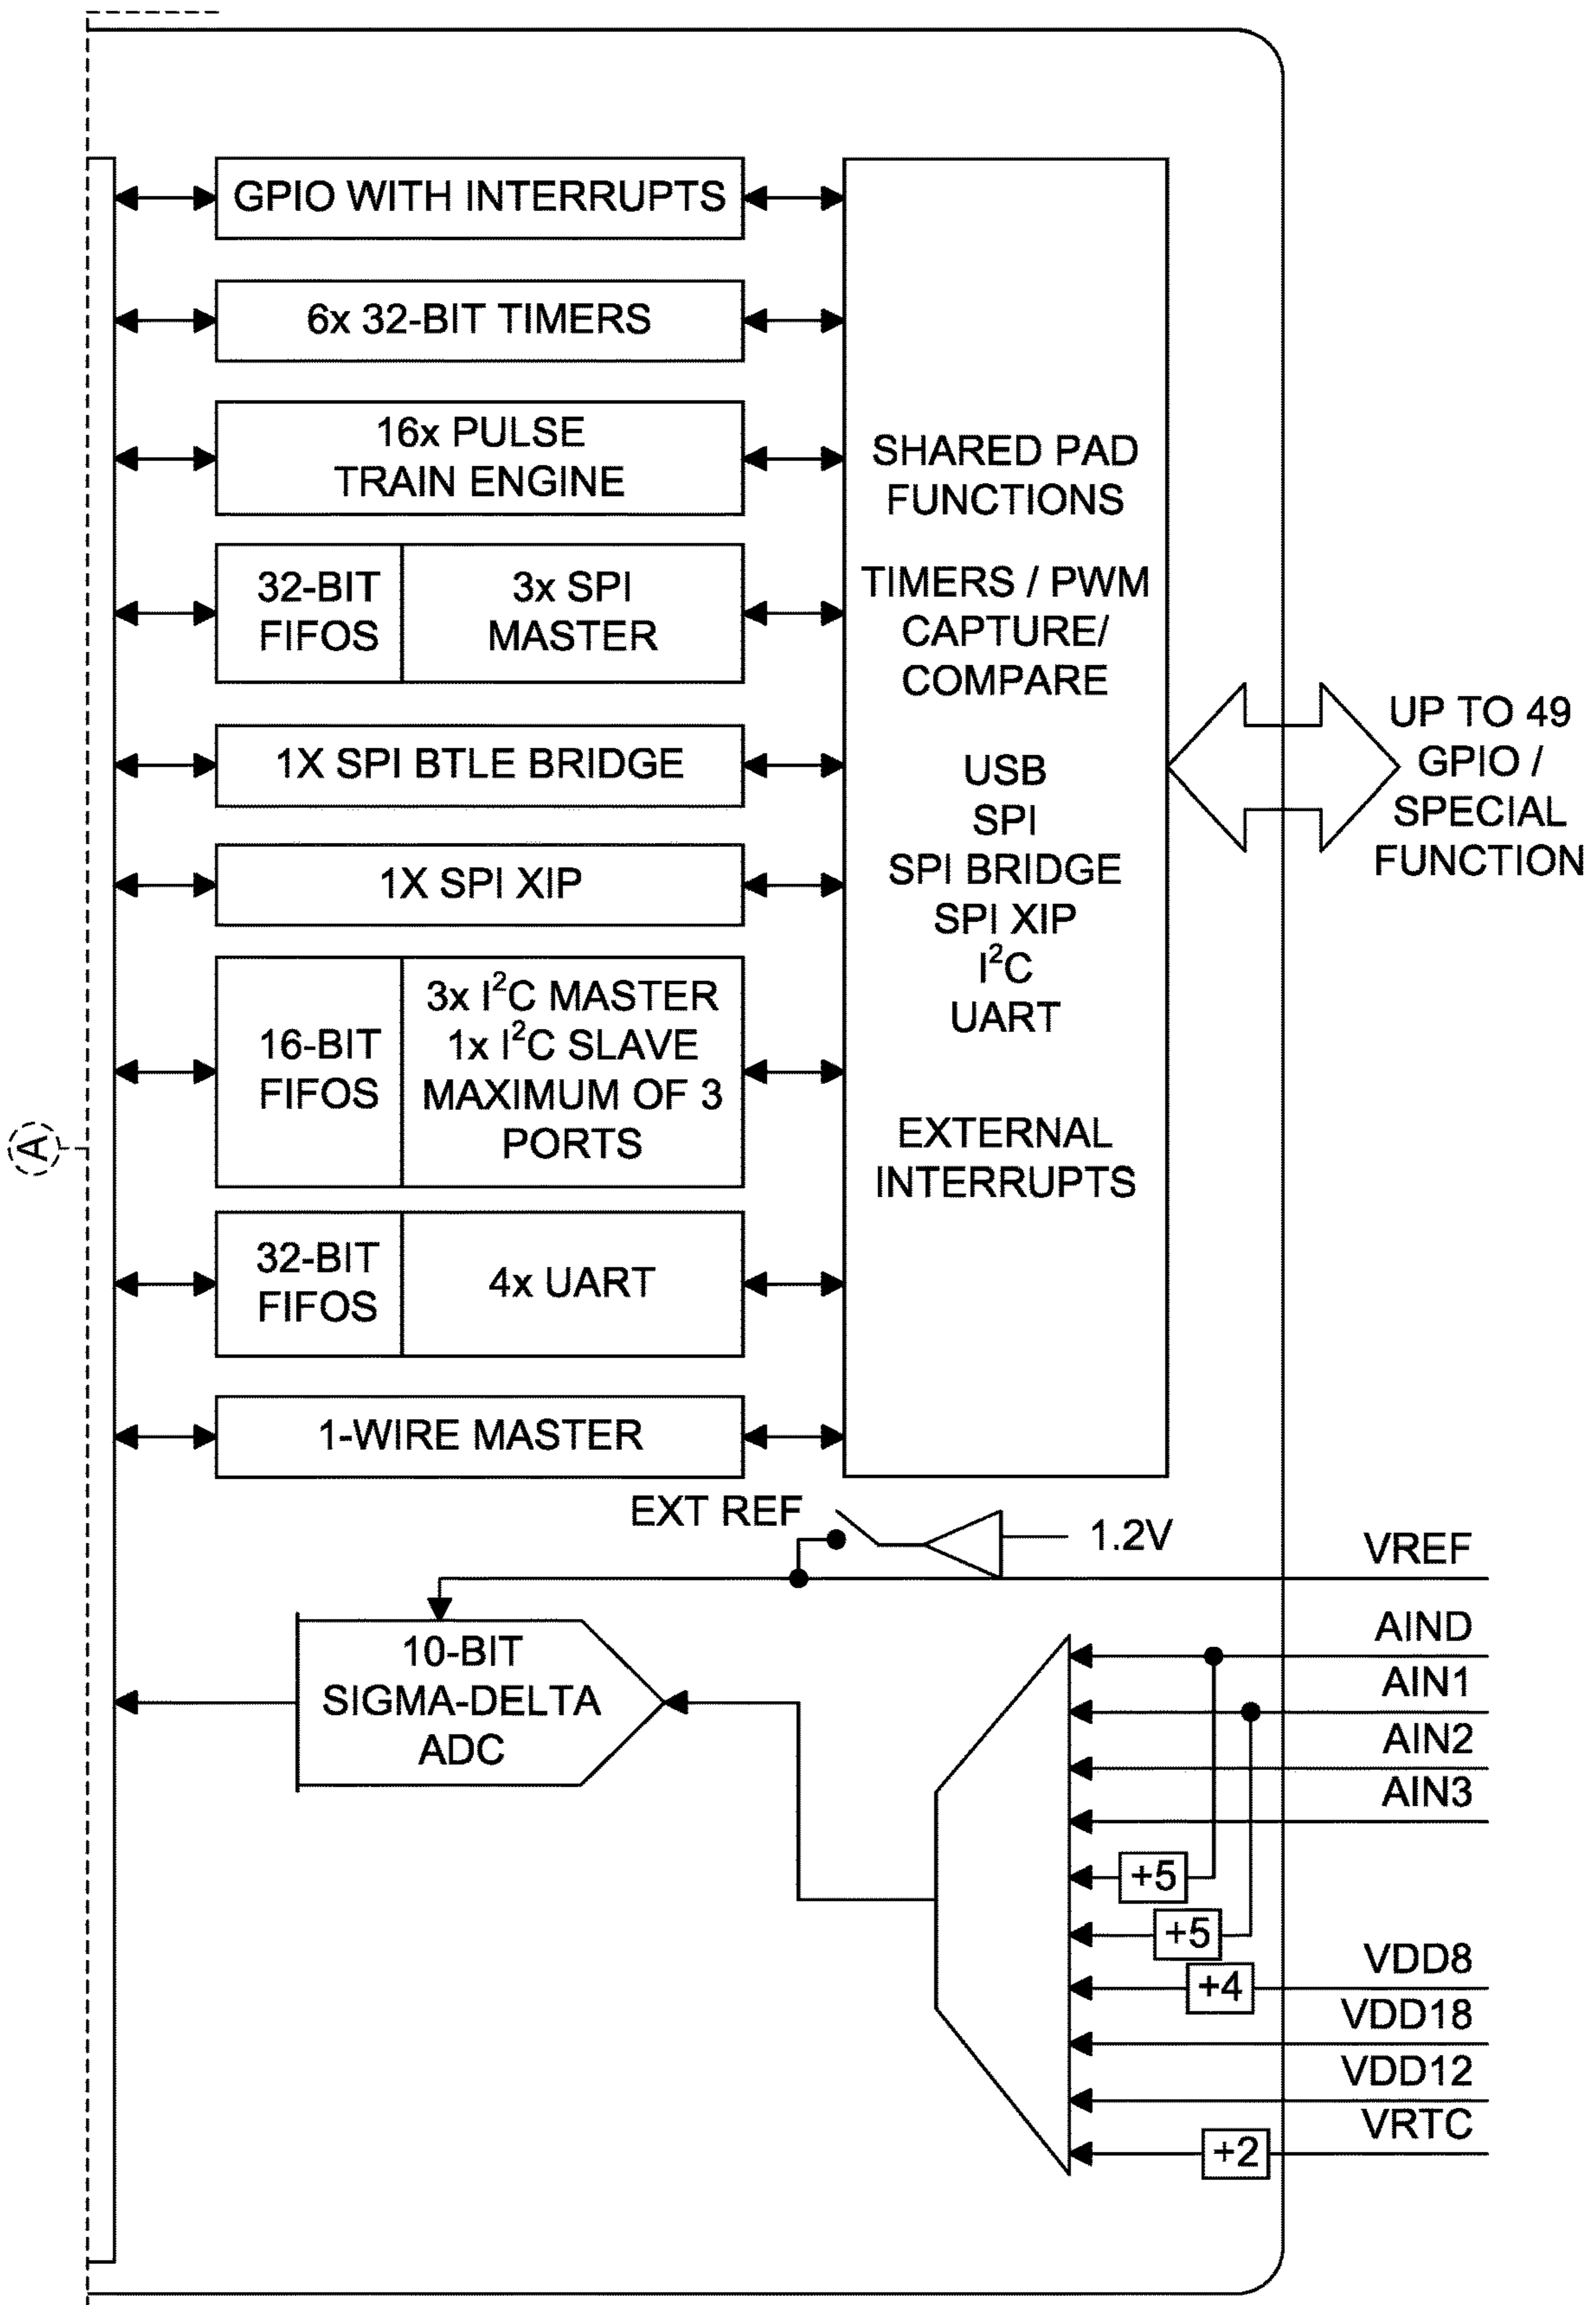 GPIO WITH INTERRUPTS
6x 32-BIT TIMERS
16x PULSE
TRAIN ENGINE
32-BIT
FIFOS
3x SPI
MASTER
1X SPI BTLE BRIDGE
1X SPI XIP
16-BIT
FIFOS
3x I²C MASTER
1x I²C SLAVE
MAXIMUM OF 3
PORTS
32-BIT
FIFOS
4x UART
1-WIRE MASTER
SHARED PAD
FUNCTIONS
TIMERS / PWM
CAPTURE/
COMPARE
USB
SPI
SPI BRIDGE
SPI XIP
I²C
UART
EXTERNAL
INTERRUPTS
UP TO 49
GPIO /
SPECIAL
FUNCTION
A
EXT REF
1.2V
VREF
10-BIT
SIGMA-DELTA
ADC
AIND
AIN1
AIN2
AIN3
+5
+5
+4
VDD8
VDD18
VDD12
VRTC
+2